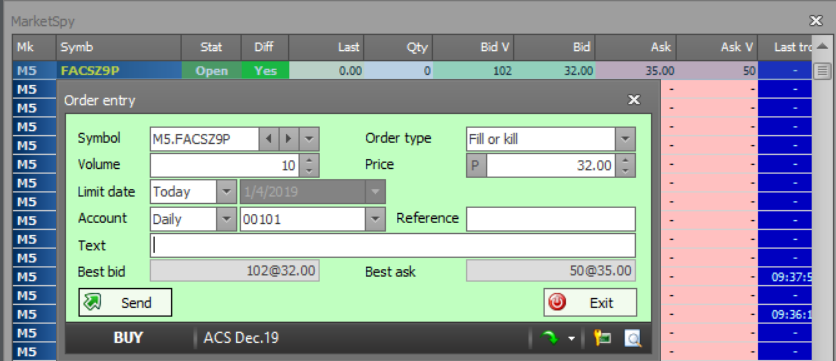 MarketSpy
Mk Symb Stat Diff Last Qty Bid V Bid Ask Ask V Last tr
M5 FACSZ9P Open Yes 0.00 0 102 32.00 35.00 50 -
M5 - - -
M5 Order entry - - -
M5 - - -
M5 Symbol M5.FACSZ9P Order type Fill or kill - - -
M5 Volume 10 Price P 32.00 - - -
M5 - - -
M5 Limit date Today 1/4/2019 - - -
M5 Account Daily 00101 Reference - - -
M5 Text - - -
M5 - - -
M5 Best bid 102@32.00 Best ask 50@35.00 - - 09:37:5
M5 Send Exit - - -
M5 - - 09:36:1
M5 BUY ACS Dec.19 - - -
M5 - - -